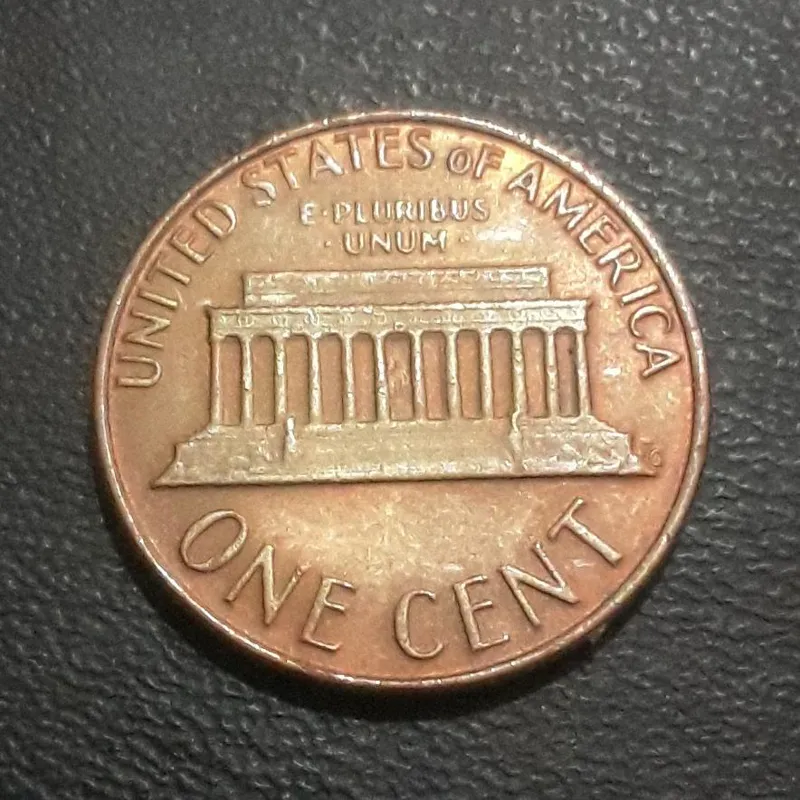 UNITED STATES oF AMERICA
E·PLURIBUS
·UNUM·
ONE CENT